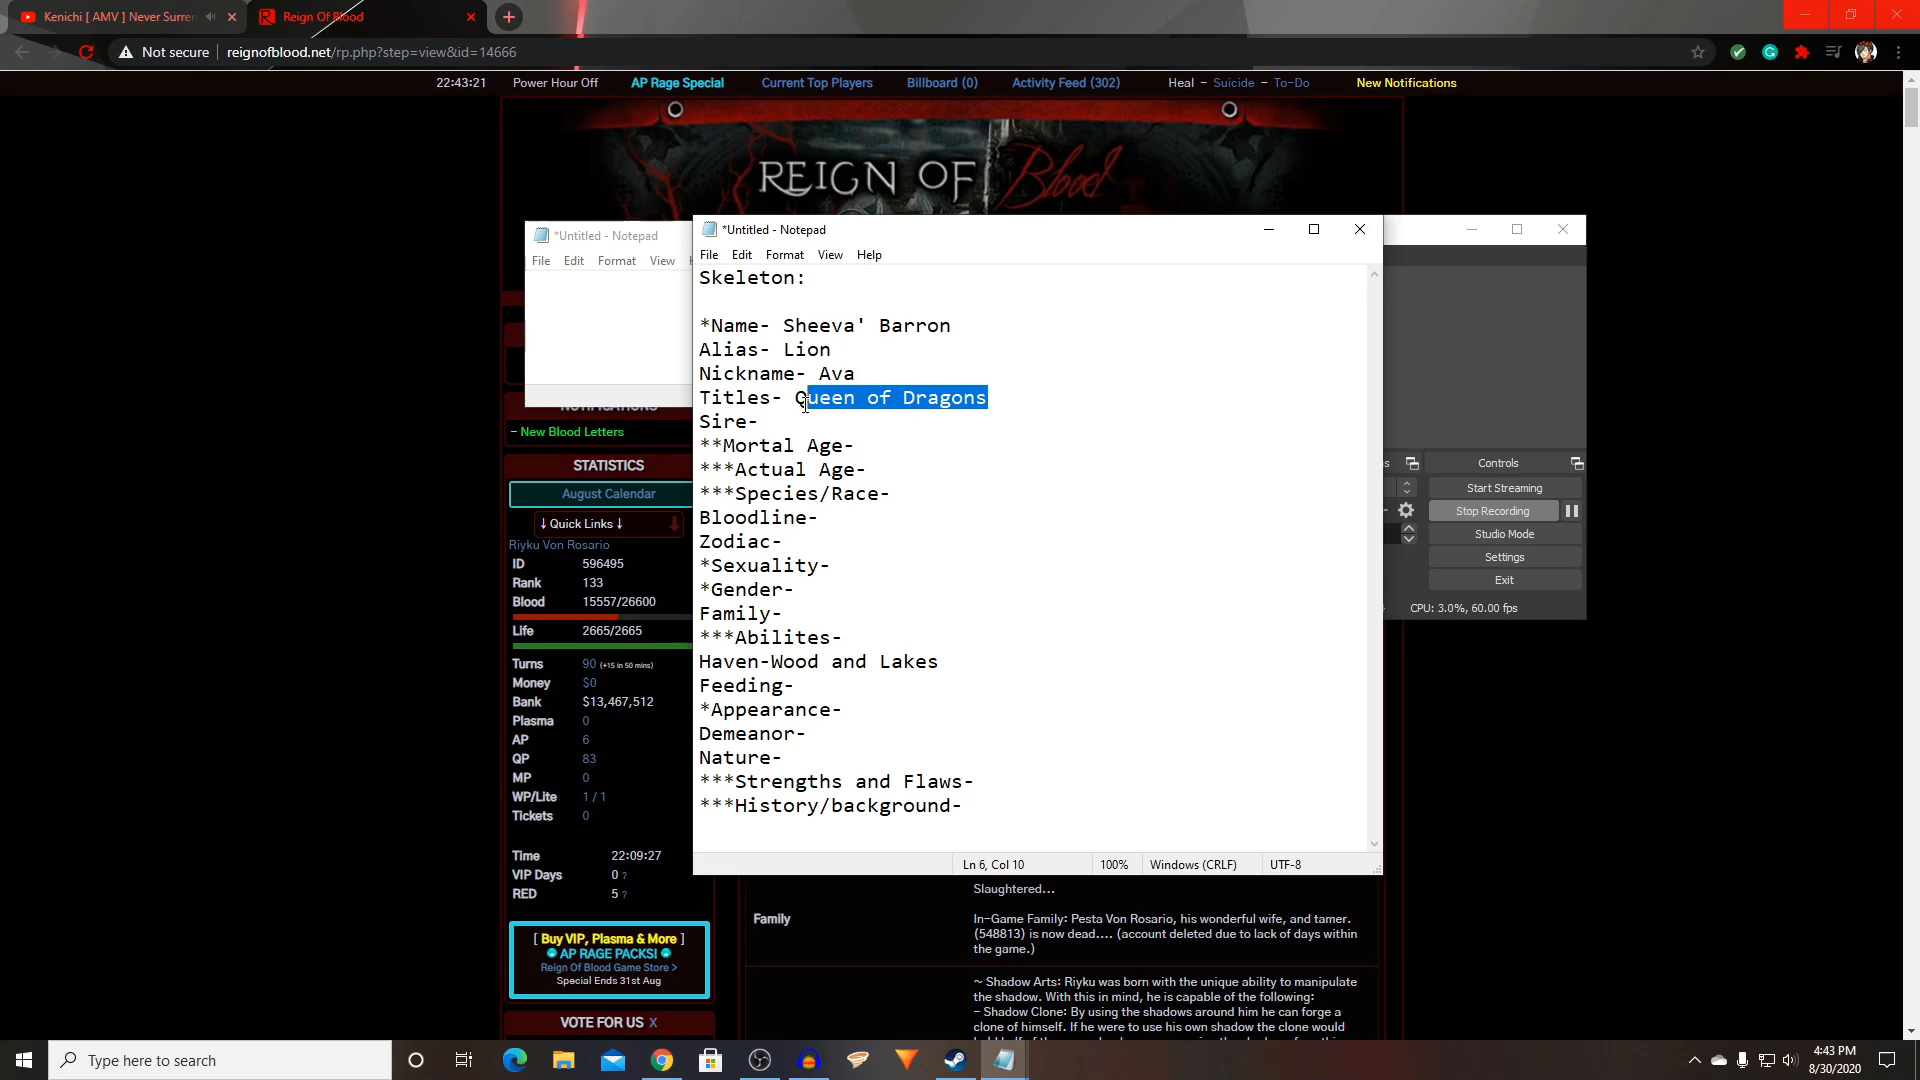 Kenichi [ AMV ] Never Surren
Reign Of Blood
Not secure
reignofblood.net/rp.php?step=view&id=14666
22:43:21
Power Hour Off
AP Rage Special
Current Top Players
Billboard (0)
Activity Feed (302)
Heal - Suicide - To-Do
New Notifications
REIGN OF Blood
*Untitled - Notepad
File Edit Format View
*Untitled - Notepad
File Edit Format View Help
Skeleton:
*Name- Sheeva' Barron
Alias- Lion
Nickname- Ava
Titles- Queen of Dragons
Sire-
**Mortal Age-
***Actual Age-
***Species/Race-
Bloodline-
Zodiac-
*Sexuality-
*Gender-
Family-
***Abilites-
Haven-Wood and Lakes
Feeding-
*Appearance-
Demeanor-
Nature-
***Strengths and Flaws-
***History/background-
Ln 6, Col 10
100%
Windows (CRLF)
UTF-8
NOTIFICATIONS
- New Blood Letters
STATISTICS
August Calendar
↓ Quick Links ↓
Riyku Von Rosario
ID 596495
Rank 133
Blood 15557/26600
Life 2665/2665
Turns 90 (+15 in 50 mins)
Money $0
Bank $13,467,512
Plasma 0
AP 6
QP 83
MP 0
WP/Lite 1 / 1
Tickets 0
Time 22:09:27
VIP Days 0 ?
RED 5 ?
[ Buy VIP, Plasma & More ]
AP RAGE PACKS!
Reign Of Blood Game Store >
Special Ends 31st Aug
VOTE FOR US X
Controls
Start Streaming
Stop Recording
Studio Mode
Settings
Exit
CPU: 3.0%, 60.00 fps
Slaughtered...
Family
In-Game Family: Pesta Von Rosario, his wonderful wife, and tamer.
(548813) is now dead.... (account deleted due to lack of days within
the game.)
~ Shadow Arts: Riyku was born with the unique ability to manipulate
the shadow. With this in mind, he is capable of the following:
- Shadow Clone: By using the shadows around him he can forge a
clone of himself. If he were to use his own shadow the clone would
Type here to search
4:43 PM
8/30/2020